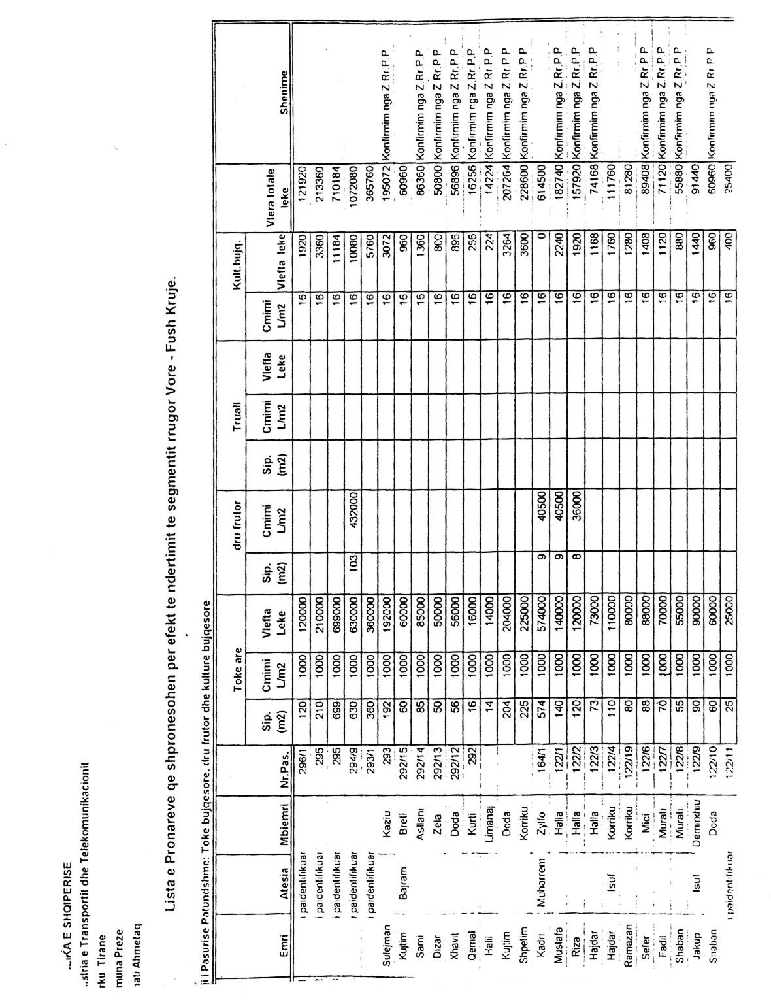 E SHQIPERISE
e Transportit dhe Telekomunikacionit
Tirane
Preze
Ahmetaq
Lista e Pronareve qe shpronesohen per efekt te ndertimit te segmentit rrugor Vore - Fush Kruje.
i Pasurise Patundshme: Toke bujqesore, dru frutor dhe kulture bujqesore
Toke are dru frutor Truall Kult.bujq.
Emri Atesia Mbiemri Nr.Pas. Sip. (m2) Cmimi L/m2 Vlefta Leke Sip. (m2) Cmimi L/m2 Sip. (m2) Cmimi L/m2 Vlefta Leke Cmimi L/m2 Vlefta leke Vlera totale leke Shenime
i paidentifikuar 296/1 120 1000 120000 16 1920 121920
i paidentifikuar 295 210 1000 210000 16 3360 213360
i paidentifikuar 295 699 1000 699000 16 11184 710184
i paidentifikuar 294/9 630 1000 630000 103 432000 16 10080 1072080
i paidentifikuar 293/1 360 1000 360000 16 5760 365760
Sulejman Kaziu 293 192 1000 192000 16 3072 195072 Konfirmim nga Z.Rr.P.P
Kujtim Bajram Breti 292/15 60 1000 60000 16 960 60960
Sami Asllani 292/14 85 1000 85000 16 1360 86360 Konfirmim nga Z.Rr.P.P
Dizar Zela 292/13 50 1000 50000 16 800 50800 Konfirmim nga Z.Rr.P.P
Xhavit Doda 292/12 56 1000 56000 16 896 56896 Konfirmim nga Z.Rr.P.P
Qemal Kurti 292 16 1000 16000 16 256 16256 Konfirmim nga Z.Rr.P.P
Halil Limanaj 14 1000 14000 16 224 14224 Konfirmim nga Z.Rr.P.P
Kujtim Doda 204 1000 204000 16 3264 207264 Konfirmim nga Z.Rr P P
Shpetim Korriku 225 1000 225000 16 3600 228600 Konfirmim nga Z.Rr.P.P
Kadri Muharrem Zylfo 164/1 574 1000 574000 9 40500 16 0 614500
Mustafa Halla 122/1 140 1000 140000 9 40500 16 2240 182740 Konfirmim nga Z.Rr.P.P
Riza Halla 122/2 120 1000 120000 8 36000 16 1920 157920 Konfirmim nga Z.Rr.P.P
Hajdar Halla 122/3 73 1000 73000 16 1168 74168 Konfirmim nga Z.Rr.P.P
Hajdar Isuf Korriku 122/4 110 1000 110000 16 1760 111760
Ramazan Korriku 122/19 80 1000 80000 16 1280 81280
Sefer Mici 122/6 88 1000 88000 16 1408 89408 Konfirmim nga Z.Rr.P.P
Fadil Murati 122/7 70 1000 70000 16 1120 71120 Konfirmim nga Z.Rr.P.P
Shaban Murati 122/8 55 1000 55000 16 880 55880 Konfirmim nga Z.Rr.P.P
Jakup Isuf Demirxhiu 122/9 90 1000 90000 16 1440 91440
Shaban Doda 122/10 60 1000 60000 16 960 60960 Konfirmim nga Z Rr P P
i paidentifikuar 122/11 25 1000 25000 16 400 25400